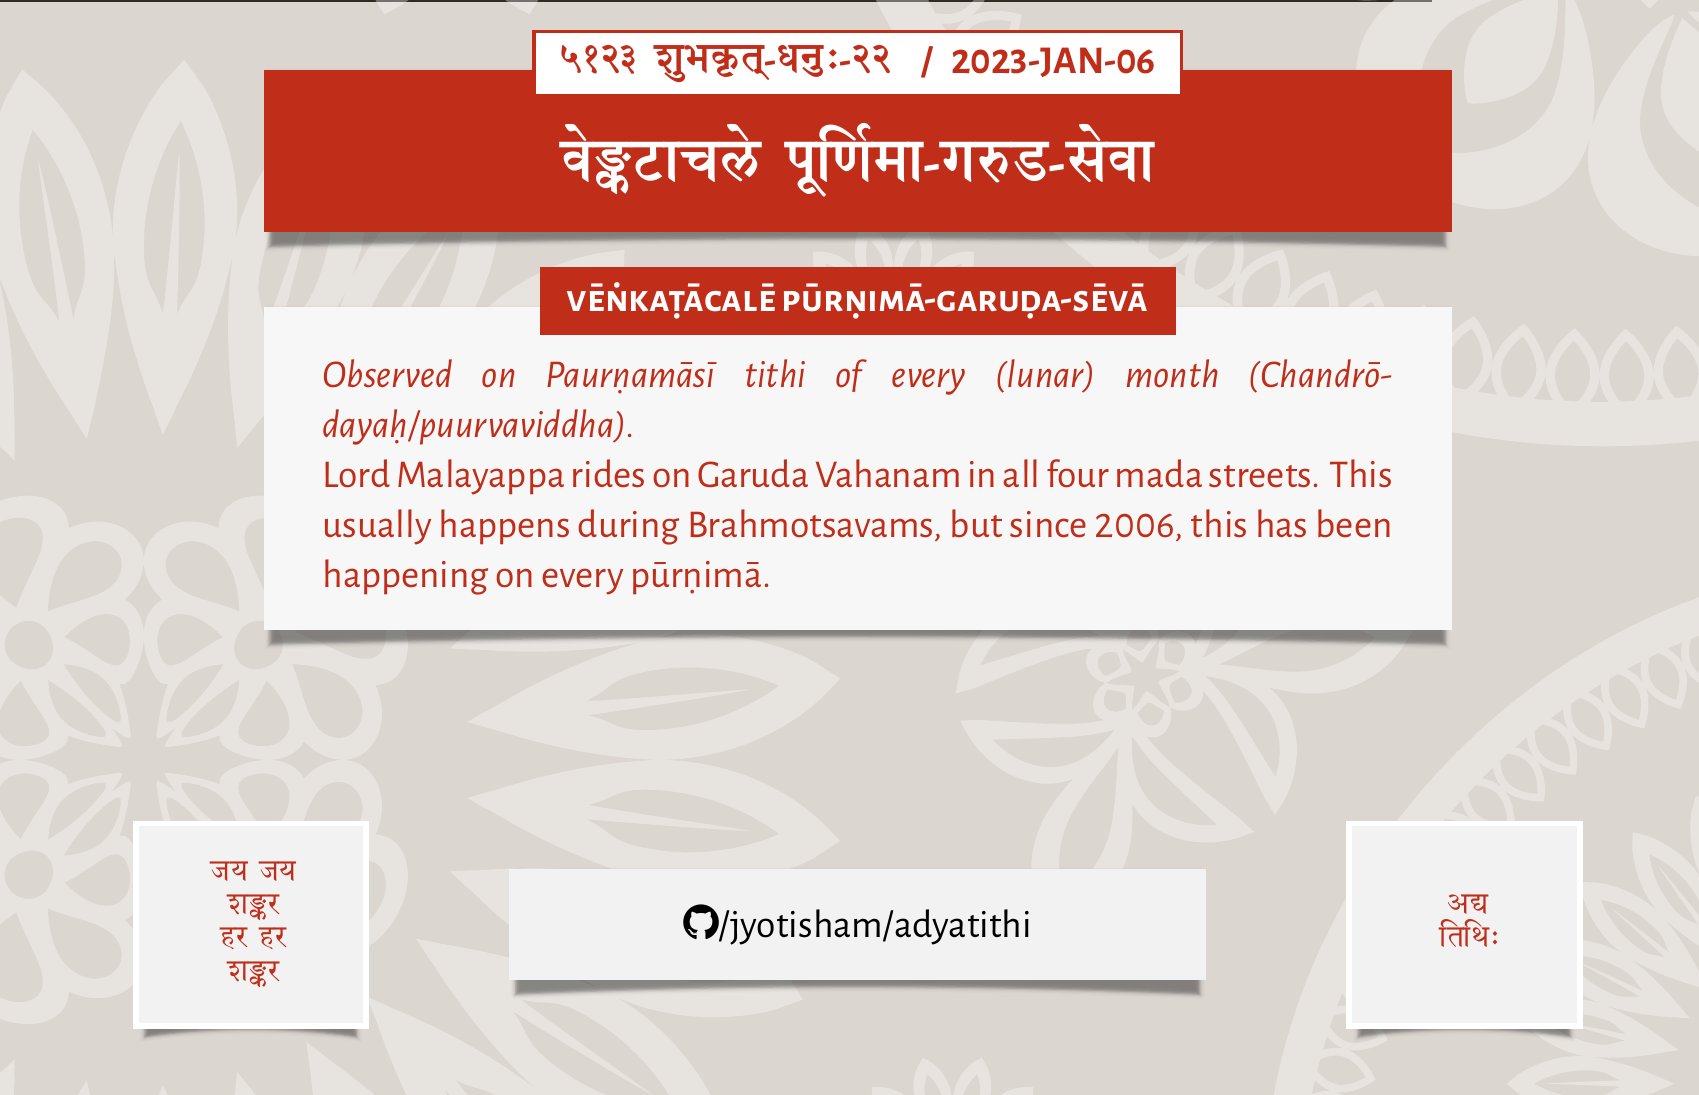 ५१२३ शुभकृत्-धनुः-२२ / 2023-JAN-06
वेङ्कटाचले पूर्णिमा-गरुड-सेवा
VĒṄKAṬĀCALĒ PŪRṆIMĀ-GARUḌA-SĒVĀ
Observed on Paurṇamāsī tithi of every (lunar) month (Chandrō-
dayaḥ/puurvaviddha).
Lord Malayappa rides on Garuda Vahanam in all four mada streets. This
usually happens during Brahmotsavams, but since 2006, this has been
happening on every pūrṇimā.
जय जय
शङ्कर
हर हर
शङ्कर
/jyotisham/adyatithi
अद्य
तिथिः